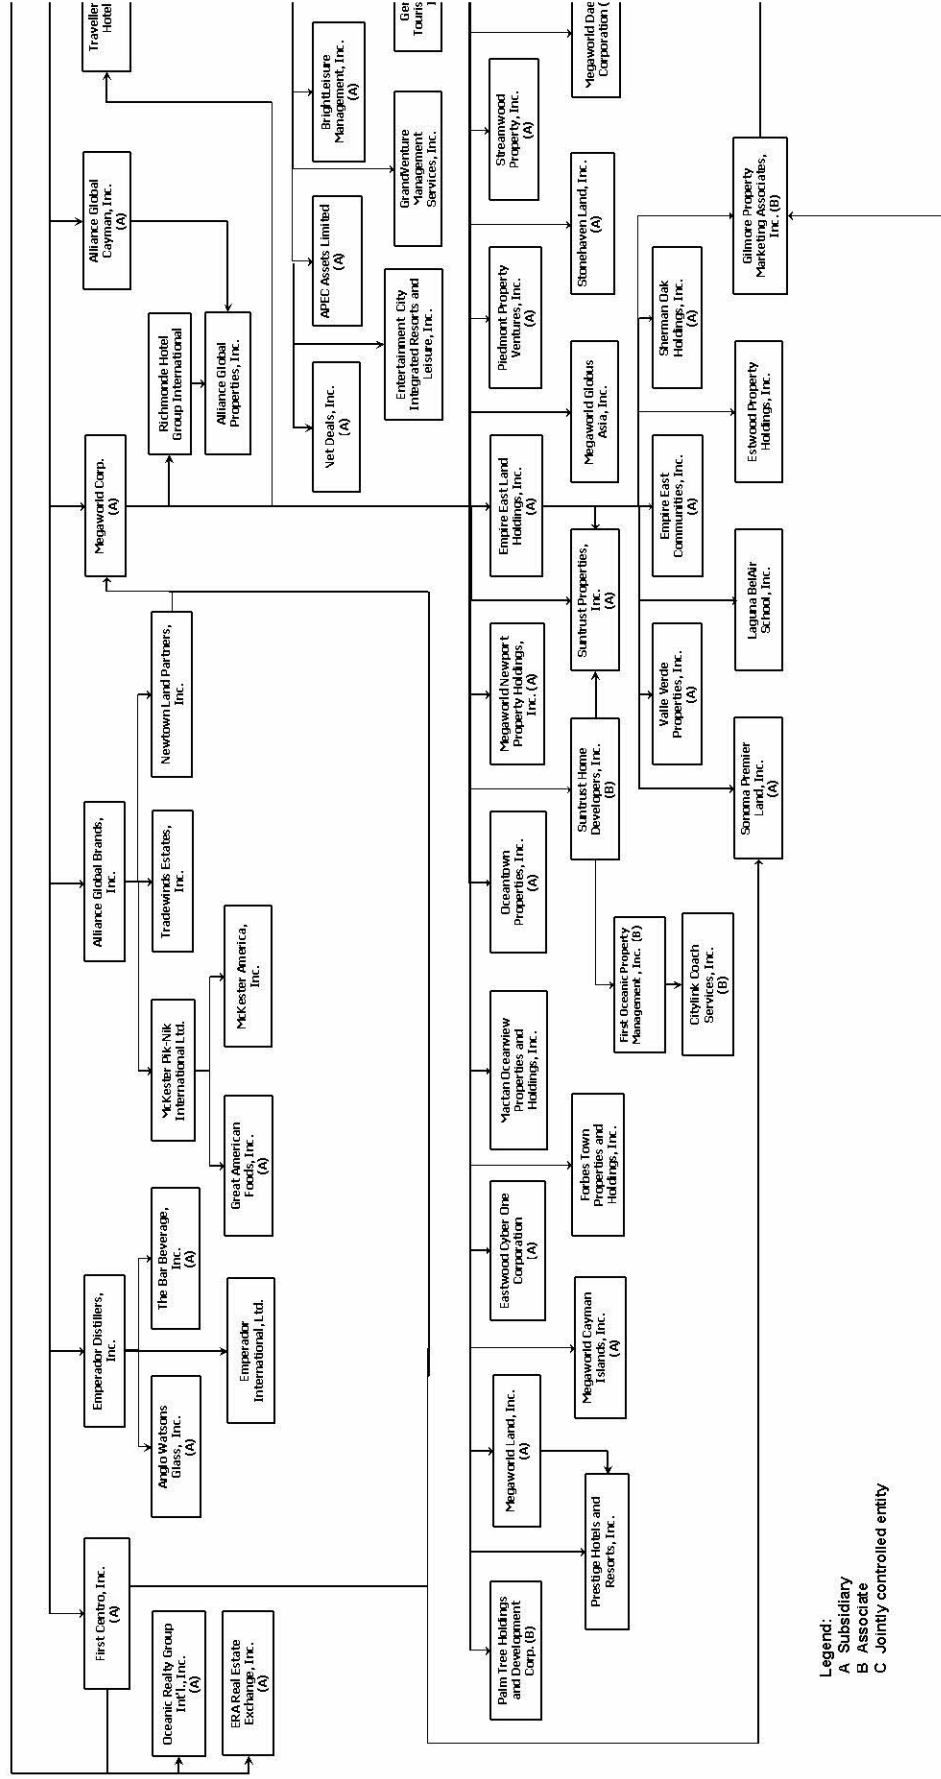 First Centro, Inc.
(A)
Emperador Distillers,
Inc.
Alliance Global Brands,
Inc.
Megaworld Corp.
(A)
Alliance Global
Cayman, Inc.
(A)
Traveller
Hotel
Oceanic Realty Group
Int'l., Inc.
(A)
Anglo Watsons
Glass, Inc.
(A)
The Bar Beverage,
Inc.
(A)
McKester Pik-Nik
International Ltd.
Tradewinds Estates,
Inc.
Newtown Land Partners,
Inc.
Richmonde Hotel
Group International
ERA Real Estate
Exchange, Inc.
(A)
Emperador
International, Ltd.
Great American
Foods, Inc.
(A)
McKester America,
Inc.
Alliance Global
Properties, Inc.
Net Deals, Inc.
(A)
APEC Assets Limited
(A)
BrightLeisure
Management, Inc.
(A)
Entertainment City
Integrated Resorts and
Leisure, Inc.
GrandVenture
Management
Services, Inc.
Touris
Palm Tree Holdings
and Development
Corp. (B)
Megaworld Land, Inc.
(A)
Eastwood Cyber One
Corporation
(A)
Mactan Oceanview
Properties and
Holdings, Inc.
Oceantown
Properties, Inc.
(A)
Megaworld Newport
Property Holdings,
Inc. (A)
Empire East Land
Holdings, Inc.
(A)
Piedmont Property
Ventures, Inc.
(A)
Streamwood
Property, Inc.
(A)
Prestige Hotels and
Resorts, Inc.
Megaworld Cayman
Islands, Inc.
(A)
Forbes Town
Properties and
Holdings, Inc.
Suntrust Home
Developers, Inc.
(B)
Suntrust Properties,
Inc.
(A)
Megaworld Globus
Asia, Inc.
Stonehaven Land, Inc.
(A)
Megaworld Dae
Corporation (
First Oceanic Property
Management , Inc. (B)
Valle Verde
Properties, Inc.
(A)
Empire East
Communities, Inc.
(A)
Sherman Oak
Holdings, Inc.
(A)
Citylink Coach
Services, Inc.
(B)
Sonoma Premier
Land, Inc.
(A)
Laguna BelAir
School, Inc.
Estwood Property
Holdings, Inc.
Gilmore Property
Marketing Associates,
Inc. (B)
Legend:
A Subsidiary
B Associate
C Jointly controlled entity